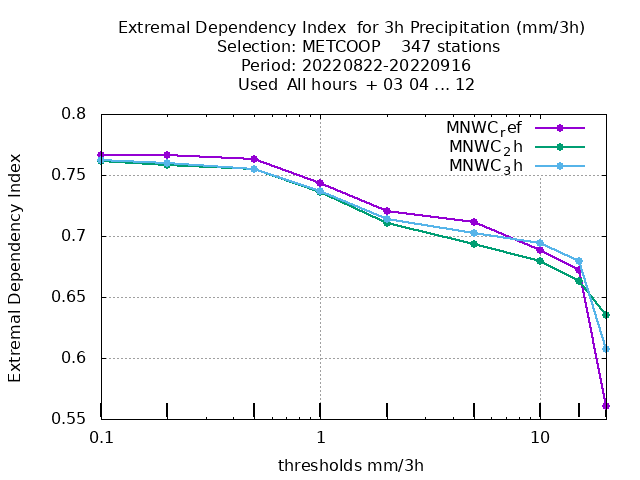 Extremal Dependency Index  for 3h Precipitation (mm/3h)
Selection: METCOOP    347 stations
Period: 20220822-20220916
Used  All hours  + 03 04 ... 12
MNWC_ref
MNWC_2h
MNWC_3h
Extremal Dependency Index
0.8
0.75
0.7
0.65
0.6
0.55
0.1 1 10
thresholds mm/3h